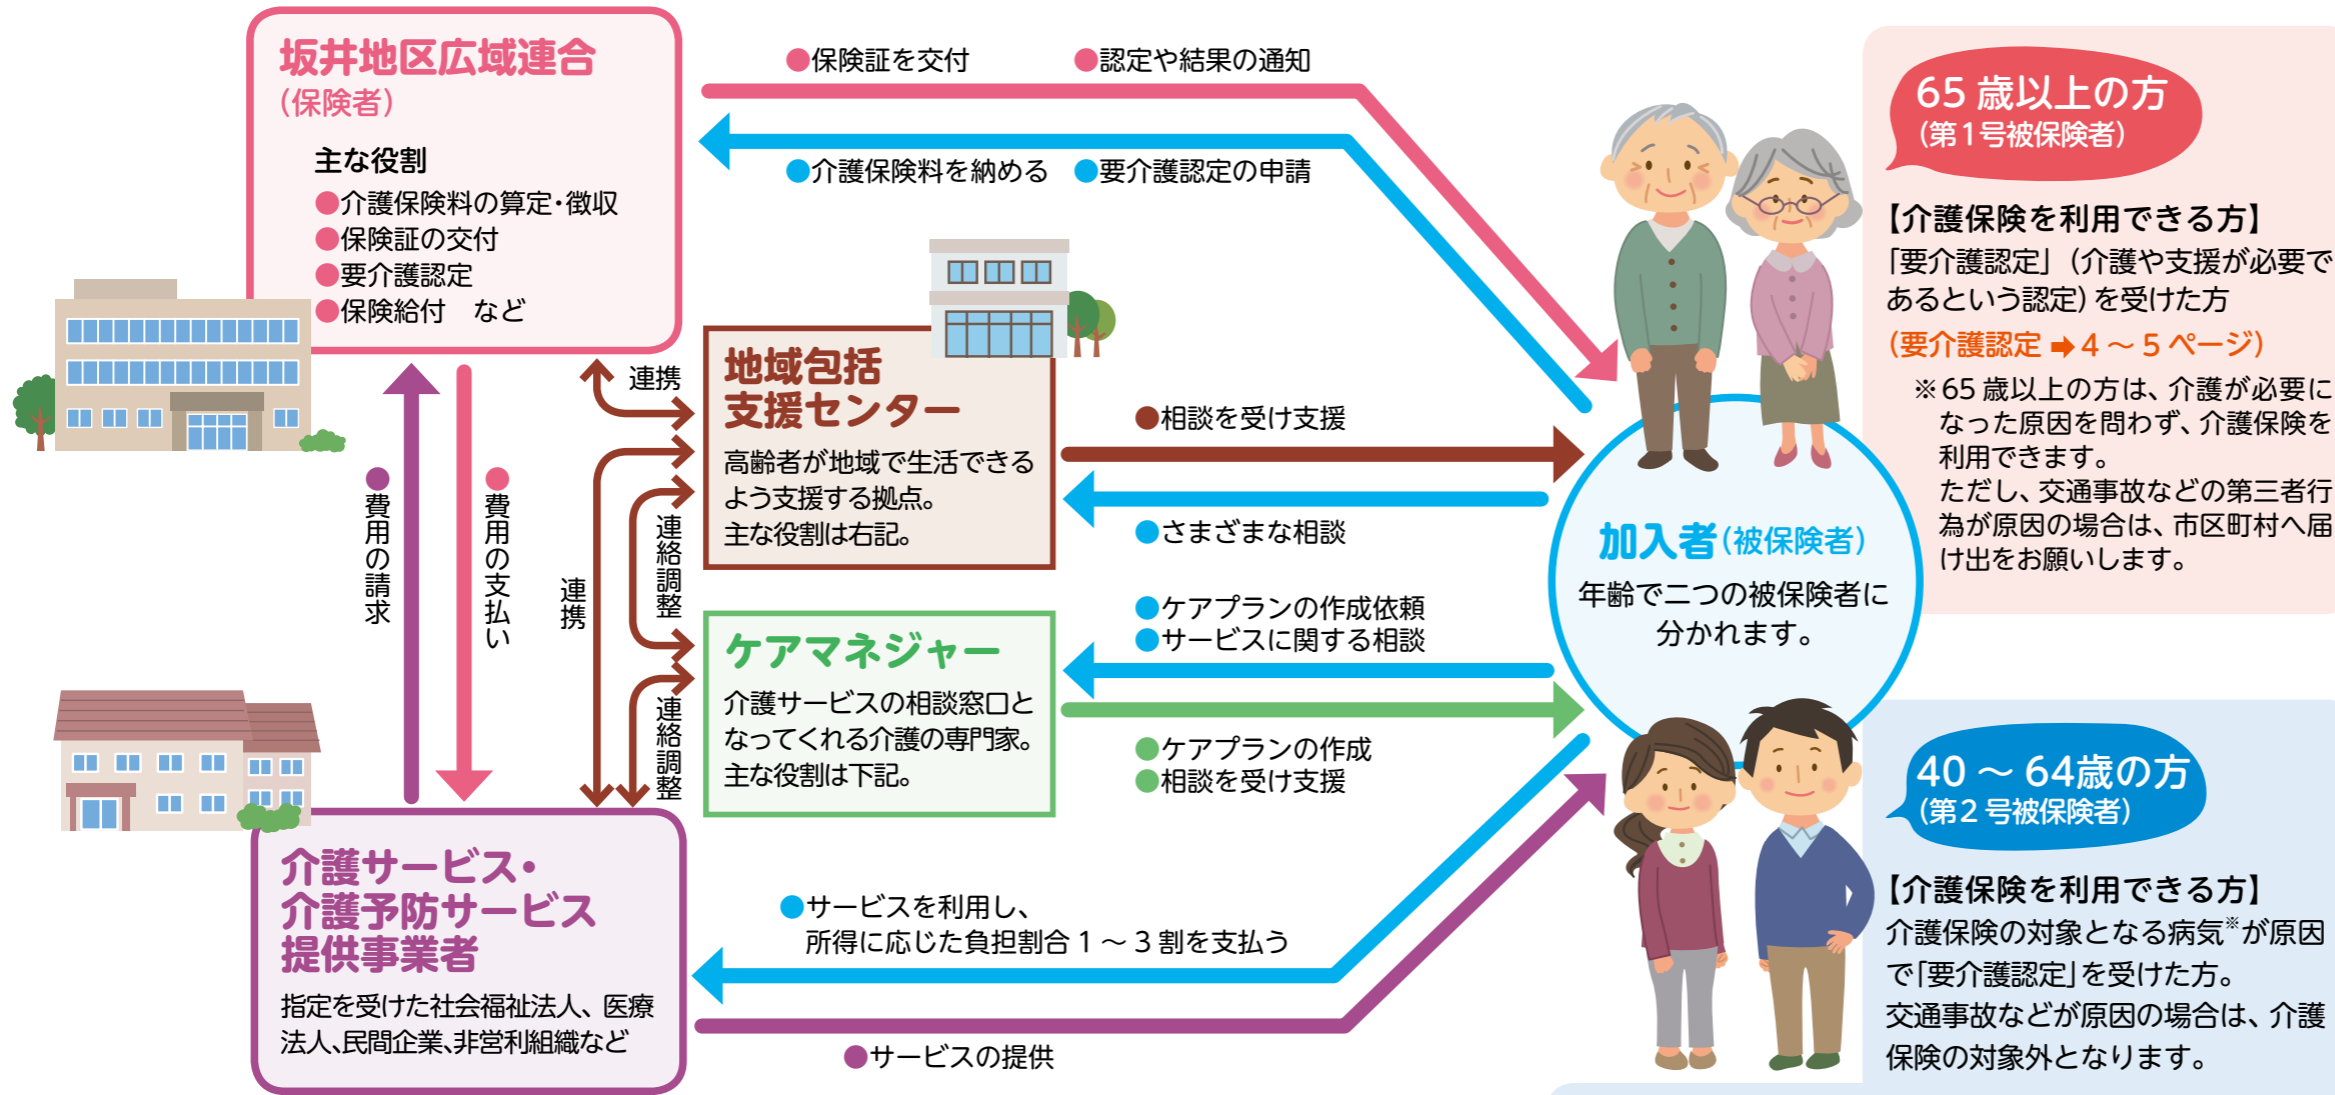 坂井地区広域連合
（保険者）
主な役割
●介護保険料の算定・徴収
●保険証の交付
●要介護認定
●保険給付　など
●保険証を交付
●認定や結果の通知
●介護保険料を納める
●要介護認定の申請
連携
地域包括
支援センター
高齢者が地域で生活できる
よう支援する拠点。
主な役割は右記。
●相談を受け支援
●さまざまな相談
●費用の請求
●費用の支払い
連携
連絡調整
ケアマネジャー
介護サービスの相談窓口と
なってくれる介護の専門家。
主な役割は下記。
●ケアプランの作成依頼
●サービスに関する相談
●ケアプランの作成
●相談を受け支援
連絡調整
介護サービス・
介護予防サービス
提供事業者
指定を受けた社会福祉法人、医療
法人、民間企業、非営利組織など
●サービスを利用し、
所得に応じた負担割合1～3割を支払う
●サービスの提供
加入者（被保険者）
年齢で二つの被保険者に
分かれます。
65歳以上の方
（第1号被保険者）
【介護保険を利用できる方】
「要介護認定」（介護や支援が必要で
あるという認定）を受けた方
（要介護認定➡4～5ページ）
※65歳以上の方は、介護が必要に
なった原因を問わず、介護保険を
利用できます。
ただし、交通事故などの第三者行
為が原因の場合は、市区町村へ届
け出をお願いします。
40～64歳の方
（第2号被保険者）
【介護保険を利用できる方】
介護保険の対象となる病気※が原因
で「要介護認定」を受けた方。
交通事故などが原因の場合は、介護
保険の対象外となります。